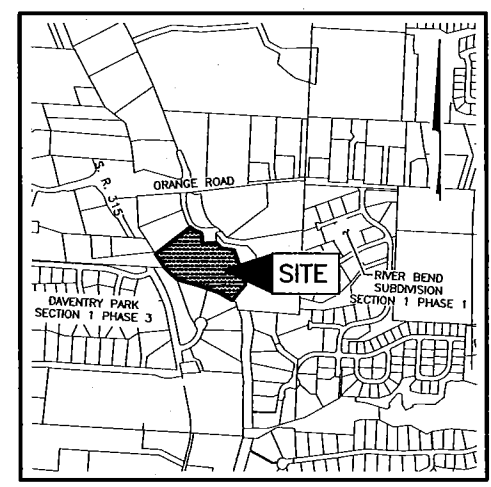 ORANGE ROAD
S. R. 315
SITE
RIVER BEND
SUBDIVISION
SECTION 1 PHASE 1
DAVENTRY PARK
SECTION 1 PHASE 3